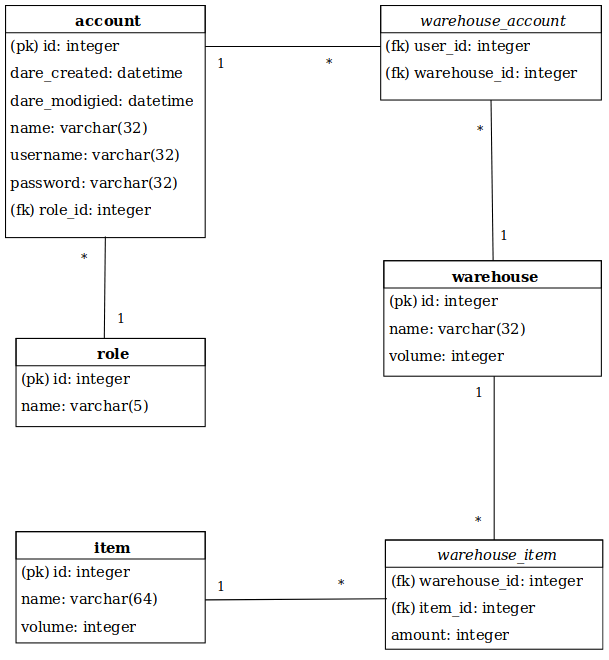 account
(pk) id: integer
dare_created: datetime
dare_modigied: datetime
name: varchar(32)
username: varchar(32)
password: varchar(32)
(fk) role_id: integer
1
*
warehouse_account
(fk) user_id: integer
(fk) warehouse_id: integer
*
1
*
1
role
(pk) id: integer
name: varchar(5)
warehouse
(pk) id: integer
name: varchar(32)
volume: integer
1
*
item
(pk) id: integer
name: varchar(64)
volume: integer
1
*
warehouse_item
(fk) warehouse_id: integer
(fk) item_id: integer
amount: integer